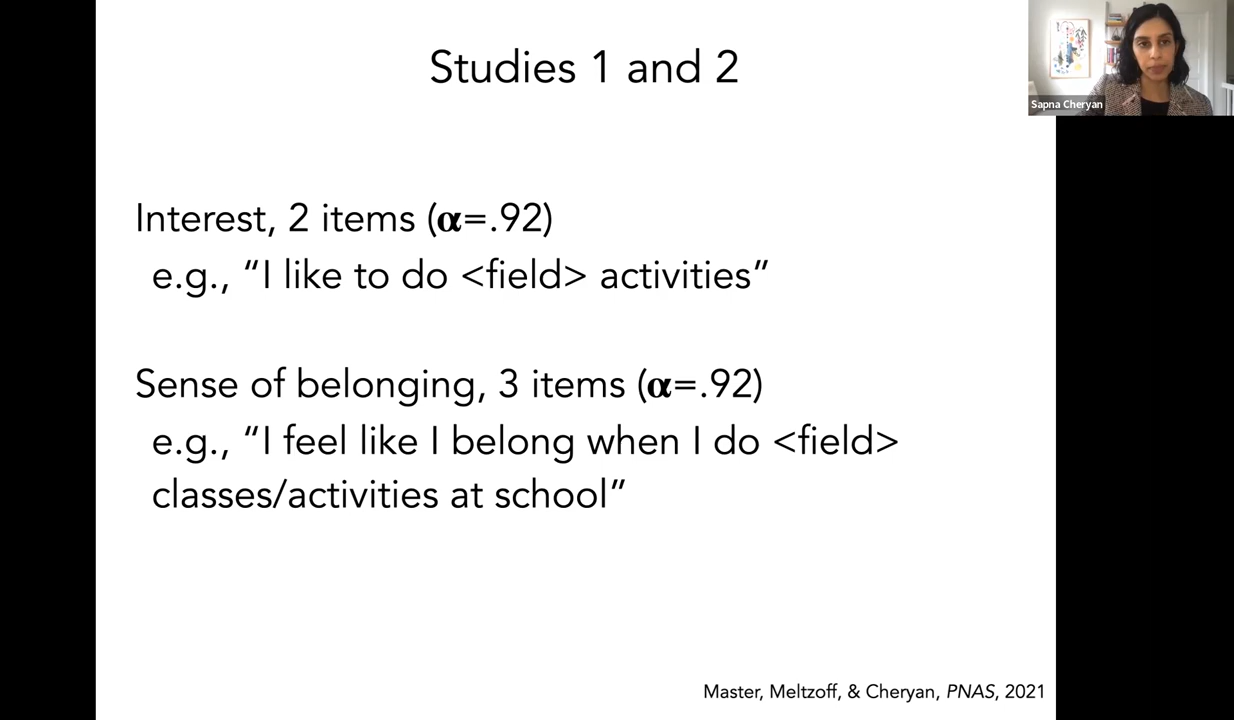 Studies 1 and 2
Sapna Cheryan
Interest, 2 items (α=.92)
e.g., “I like to do <field> activities”
Sense of belonging, 3 items (α=.92)
e.g., “I feel like I belong when I do <field>
classes/activities at school”
Master, Meltzoff, & Cheryan, PNAS, 2021